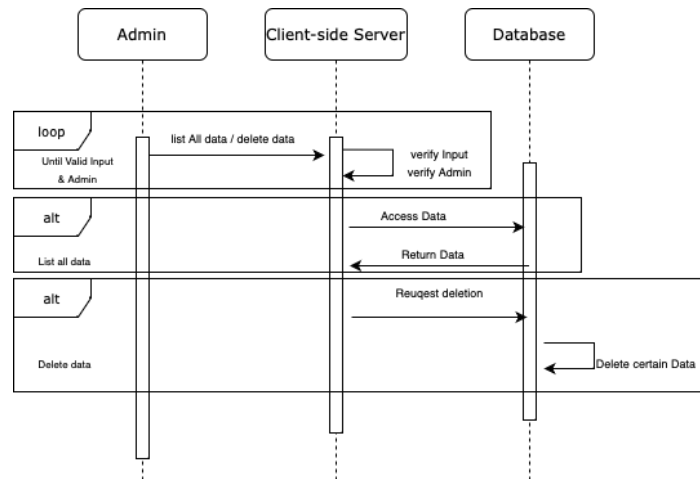 Admin
Client-side Server
Database
loop
list All data / delete data
verify Input
verify Admin
Until Valid Input
& Admin
alt
Access Data
Return Data
List all data
alt
Reuqest deletion
Delete data
Delete certain Data